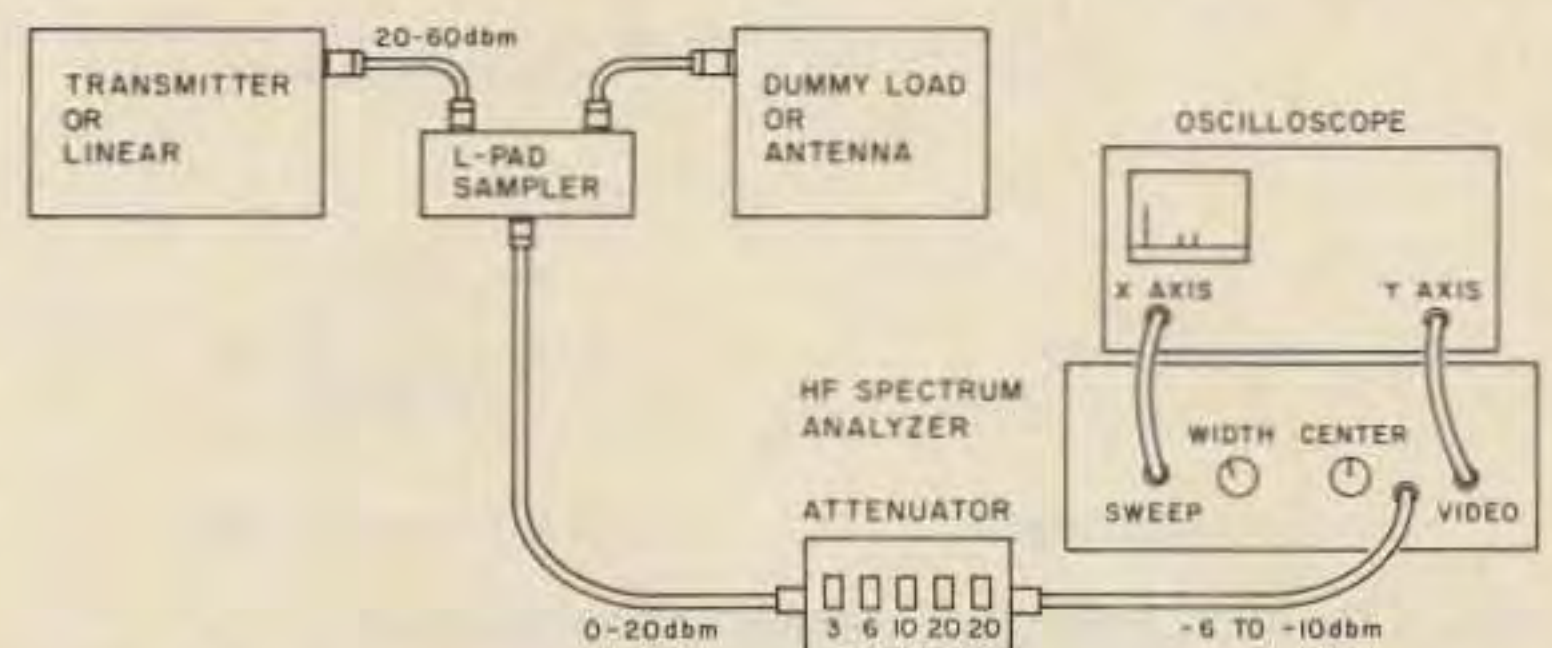 20-60dbm
TRANSMITTER
OR
LINEAR
L-PAD
SAMPLER
DUMMY LOAD
OR
ANTENNA
OSCILLOSCOPE
X AXIS
Y AXIS
HF SPECTRUM
ANALYZER
WIDTH
CENTER
SWEEP
VIDEO
ATTENUATOR
3 6 10 20 20
0-20dbm
-6 TO -10dbm